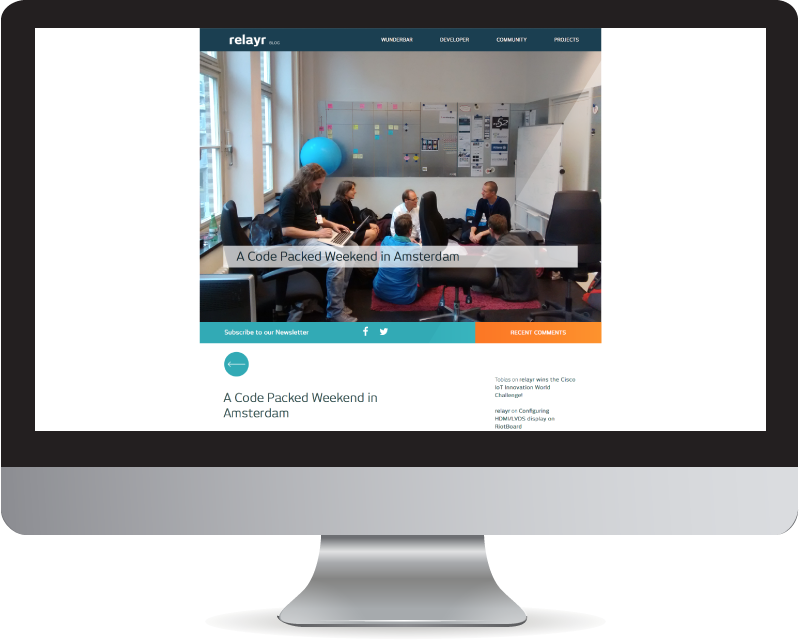 relayr BLOG
WUNDERBAR
DEVELOPER
COMMUNITY
PROJECTS
A Code Packed Weekend in Amsterdam
Subscribe to our Newsletter
RECENT COMMENTS
A Code Packed Weekend in
Amsterdam
Tobias on relayr wins the Cisco
IoT Innovation World
Challenge!
relayr on Configuring
HDMI/LVDS display on
RiotBoard